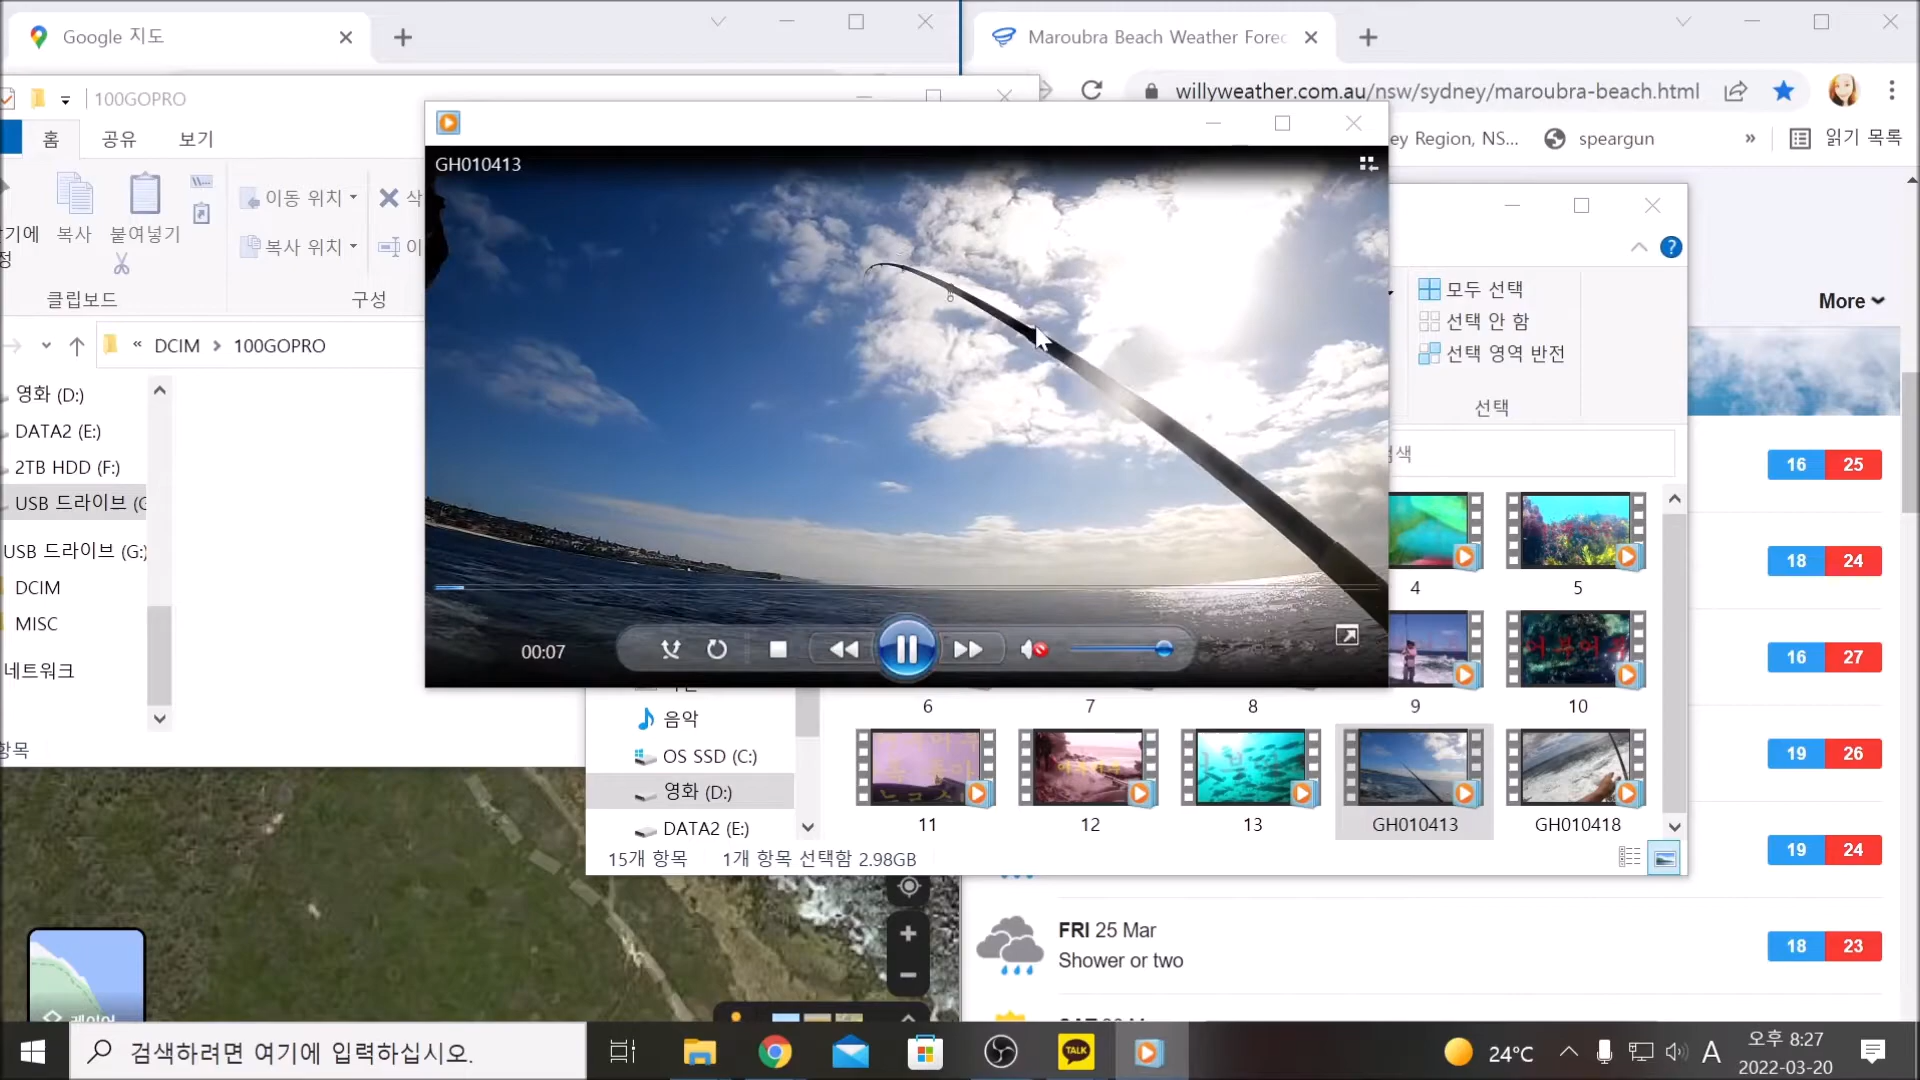 Google 지도
Maroubra Beach Weather Forec
willyweather.com.au/nsw/sydney/maroubra-beach.html
ey Region, NS...
speargun
»
읽기 목록
100GOPRO
홈
공유
보기
복사
붙여넣기
이동 위치
복사 위치
클립보드
구성
« DCIM > 100GOPRO
영화 (D:)
DATA2 (E:)
2TB HDD (F:)
USB 드라이브 (G
USB 드라이브 (G:)
DCIM
MISC
네트워크
항목
GH010413
00:07
모두 선택
선택 안 함
선택 영역 반전
선택
검색
4
5
6
7
8
9
10
11
12
13
GH010413
GH010418
음악
OS SSD (C:)
영화 (D:)
DATA2 (E:)
15개 항목
1개 항목 선택함 2.98GB
More
16 25
18 24
16 27
19 26
19 24
FRI 25 Mar
Shower or two
18 23
검색하려면 여기에 입력하십시오.
TALK
24°C
A
오후 8:27
2022-03-20